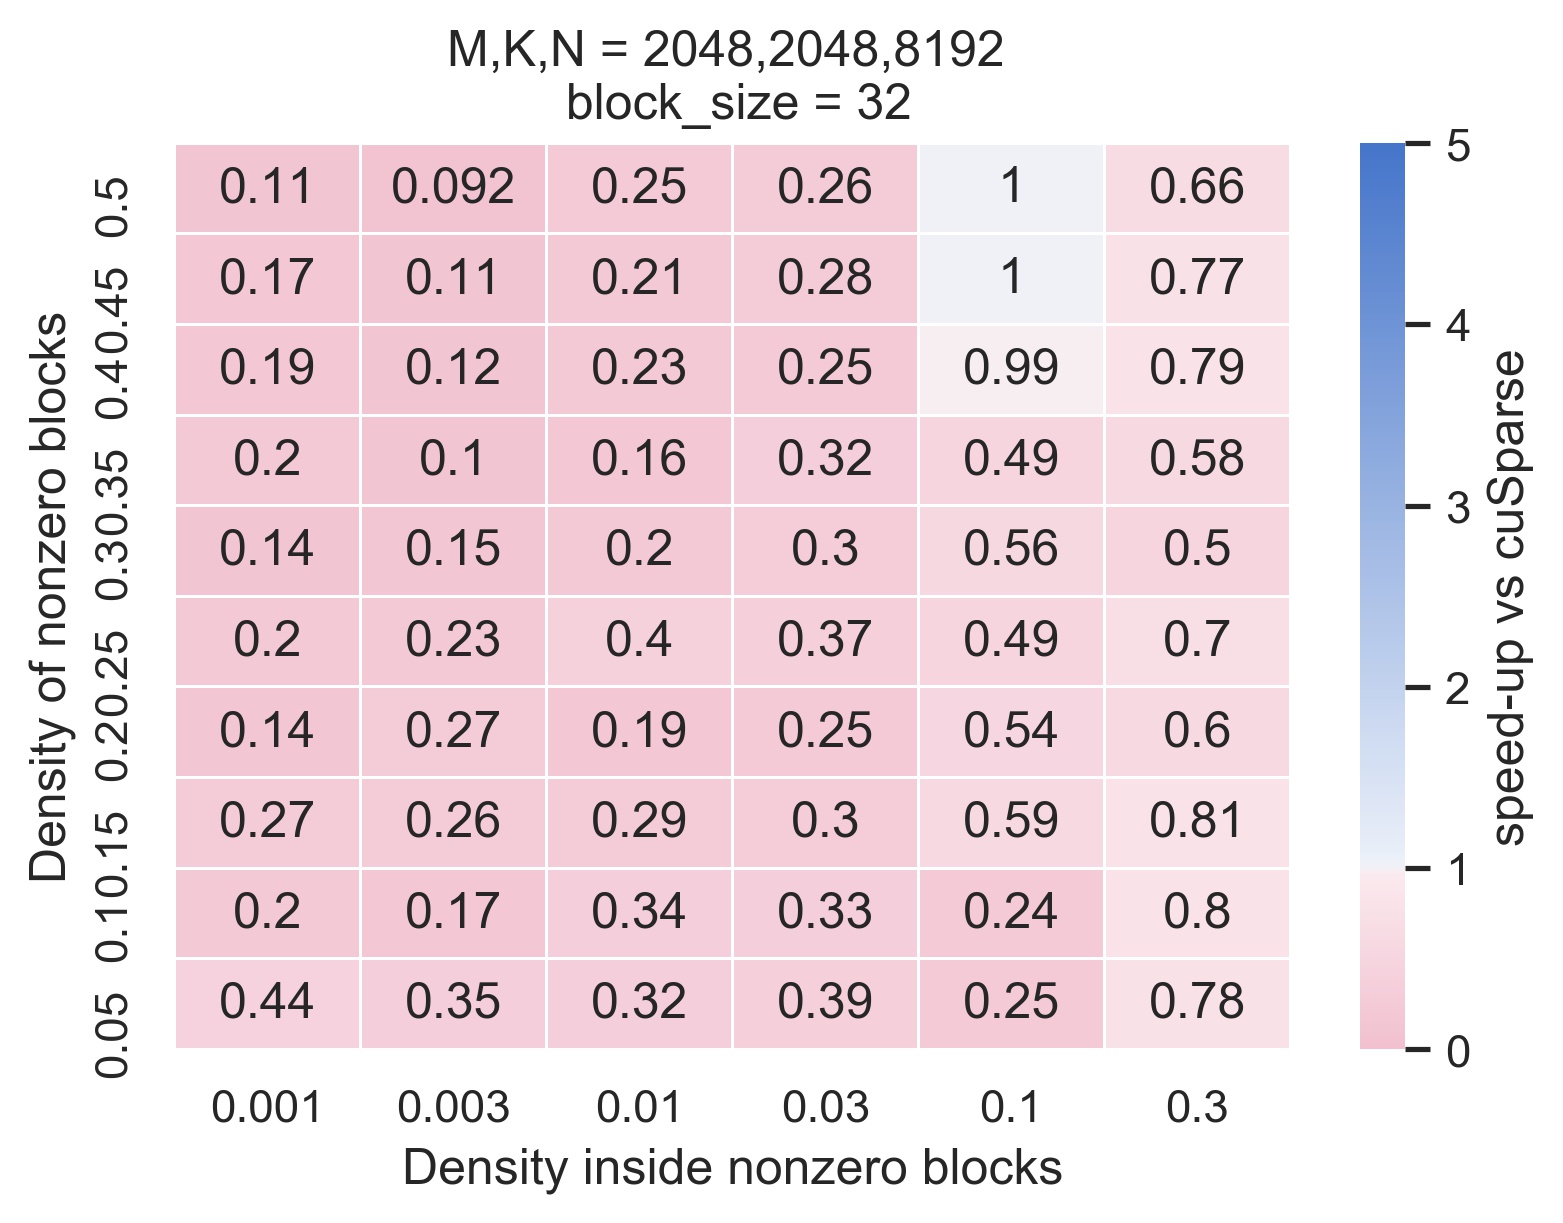 M,K,N = 2048,2048,8192
block_size = 32
Density of nonzero blocks
0.5 0.11 0.092 0.25 0.26 1 0.66
0.45 0.17 0.11 0.21 0.28 1 0.77
0.4 0.19 0.12 0.23 0.25 0.99 0.79
0.35 0.2 0.1 0.16 0.32 0.49 0.58
0.3 0.14 0.15 0.2 0.3 0.56 0.5
0.25 0.2 0.23 0.4 0.37 0.49 0.7
0.2 0.14 0.27 0.19 0.25 0.54 0.6
0.15 0.27 0.26 0.29 0.3 0.59 0.81
0.1 0.2 0.17 0.34 0.33 0.24 0.8
0.05 0.44 0.35 0.32 0.39 0.25 0.78
0.001 0.003 0.01 0.03 0.1 0.3
Density inside nonzero blocks
5
4
3
2
1
0
speed-up vs cuSparse